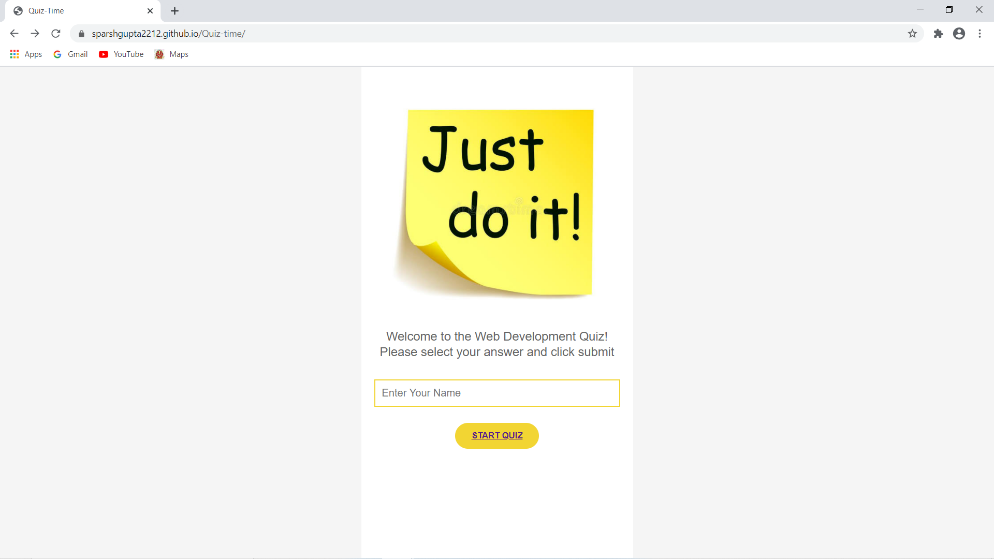 Quiz-Time
sparshgupta2212.github.io/Quiz-time/
Apps Gmail YouTube Maps
Just
do it!
Welcome to the Web Development Quiz!
Please select your answer and click submit
Enter Your Name
START QUIZ